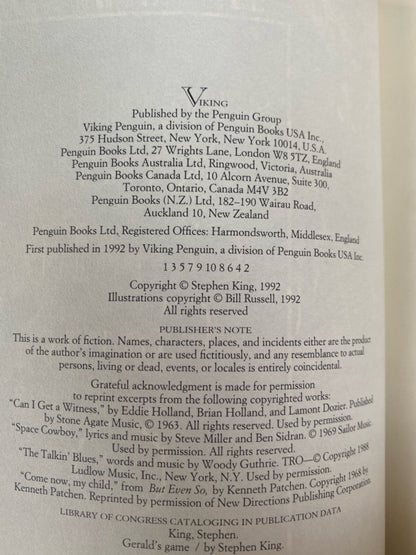 VIKING
Published by the Penguin Group
Viking Penguin, a division of Penguin Books USA Inc.,
375 Hudson Street, New York, New York 10014, U.S.A.
Penguin Books Ltd, 27 Wrights Lane, London W8 5TZ, England
Penguin Books Australia Ltd, Ringwood, Victoria, Australia
Penguin Books Canada Ltd, 10 Alcorn Avenue, Suite 300,
Toronto, Ontario, Canada M4V 3B2
Penguin Books (N.Z.) Ltd, 182–190 Wairau Road,
Auckland 10, New Zealand
Penguin Books Ltd, Registered Offices: Harmondsworth, Middlesex, England
First published in 1992 by Viking Penguin, a division of Penguin Books USA Inc.
1 3 5 7 9 10 8 6 4 2
Copyright © Stephen King, 1992
Illustrations copyright © Bill Russell, 1992
All rights reserved
PUBLISHER'S NOTE
This is a work of fiction. Names, characters, places, and incidents either are the product
of the author's imagination or are used fictitiously, and any resemblance to actual
persons, living or dead, events, or locales is entirely coincidental.
Grateful acknowledgment is made for permission
to reprint excerpts from the following copyrighted works:
"Can I Get a Witness," by Eddie Holland, Brian Holland, and Lamont Dozier. Published
by Stone Agate Music, © 1963. All rights reserved. Used by permission.
"Space Cowboy," lyrics and music by Steve Miller and Ben Sidran. © 1969 Sailor Music.
Used by permission. All rights reserved.
"The Talkin' Blues," words and music by Woody Guthrie. TRO—© Copyright 1988
Ludlow Music, Inc., New York, N.Y. Used by permission.
"Come now, my child," from But Even So, by Kenneth Patchen. Copyright 1968 by
Kenneth Patchen. Reprinted by permission of New Directions Publishing Corporation.
LIBRARY OF CONGRESS CATALOGING IN PUBLICATION DATA
King, Stephen.
Gerald's game / by Stephen King.